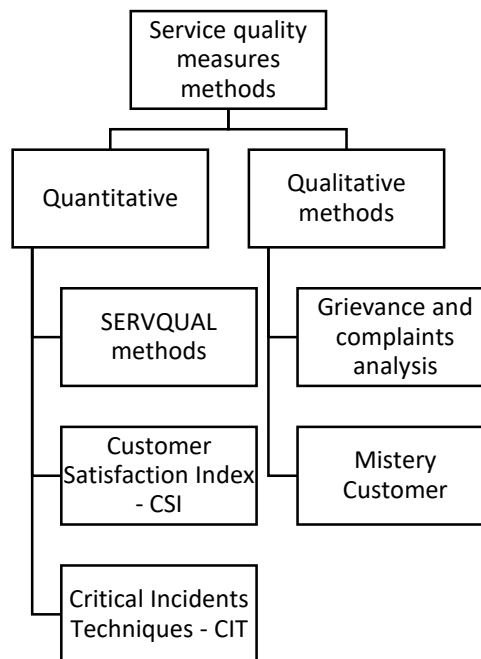 Service quality
measures
methods
Quantitative
Qualitative
methods
SERVQUAL
methods
Grievance and
complaints
analysis
Customer
Satisfaction Index
- CSI
Mistery
Customer
Critical Incidents
Techniques - CIT